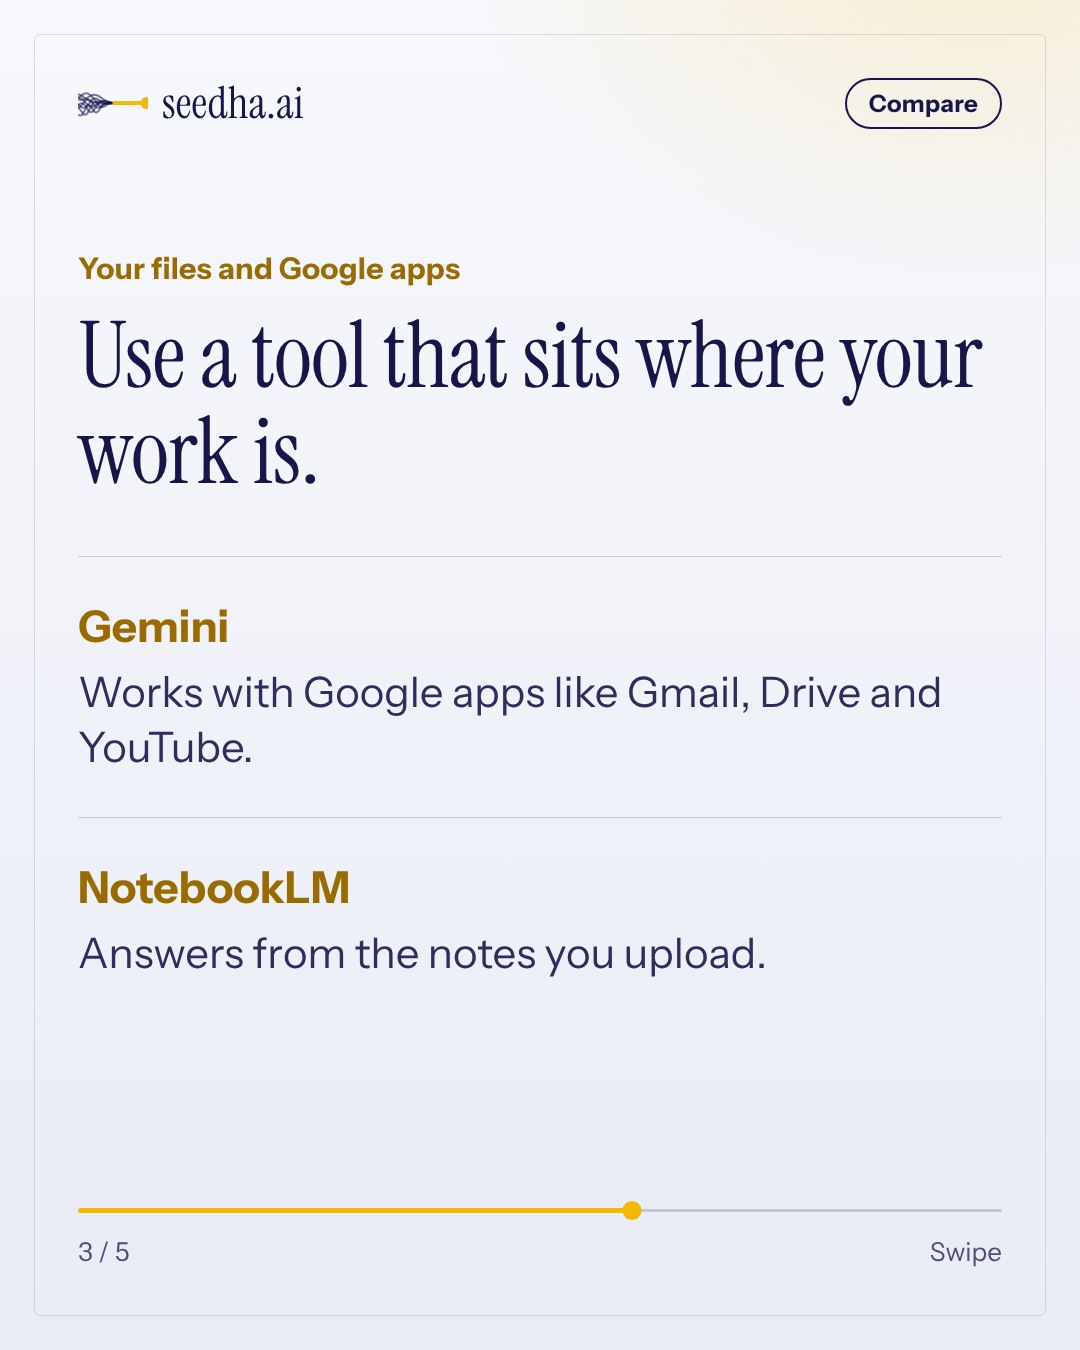 seedha.ai
Compare
Your files and Google apps
Use a tool that sits where your
work is.
Gemini
Works with Google apps like Gmail, Drive and
YouTube.
NotebookLM
Answers from the notes you upload.
3 / 5
Swipe